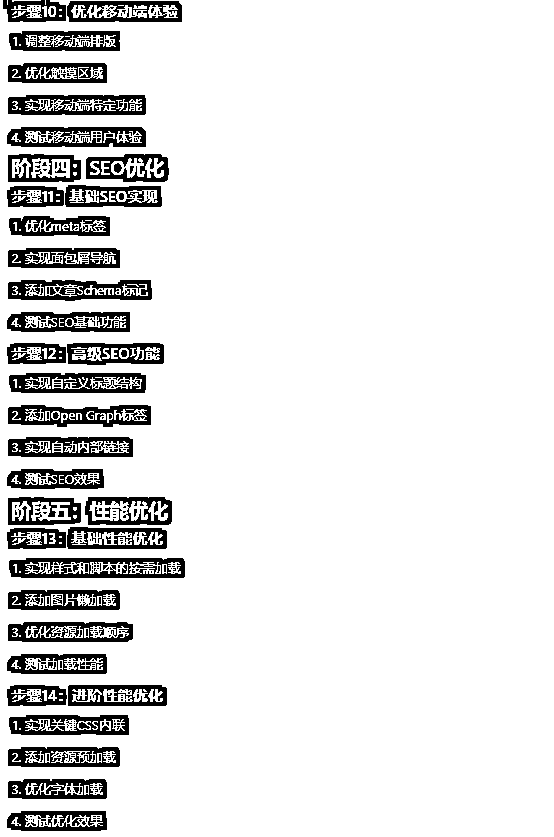 步骤10：优化移动端体验
1. 调整移动端排版
2. 优化触摸区域
3. 实现移动端特定功能
4. 测试移动端用户体验
阶段四：SEO优化
步骤11：基础SEO实现
1. 优化meta标签
2. 实现面包屑导航
3. 添加文章Schema标记
4. 测试SEO基础功能
步骤12：高级SEO功能
1. 实现自定义标题结构
2. 添加Open Graph标签
3. 实现自动内部链接
4. 测试SEO效果
阶段五：性能优化
步骤13：基础性能优化
1. 实现样式和脚本的按需加载
2. 添加图片懒加载
3. 优化资源加载顺序
4. 测试加载性能
步骤14：进阶性能优化
1. 实现关键CSS内联
2. 添加资源预加载
3. 优化字体加载
4. 测试优化效果